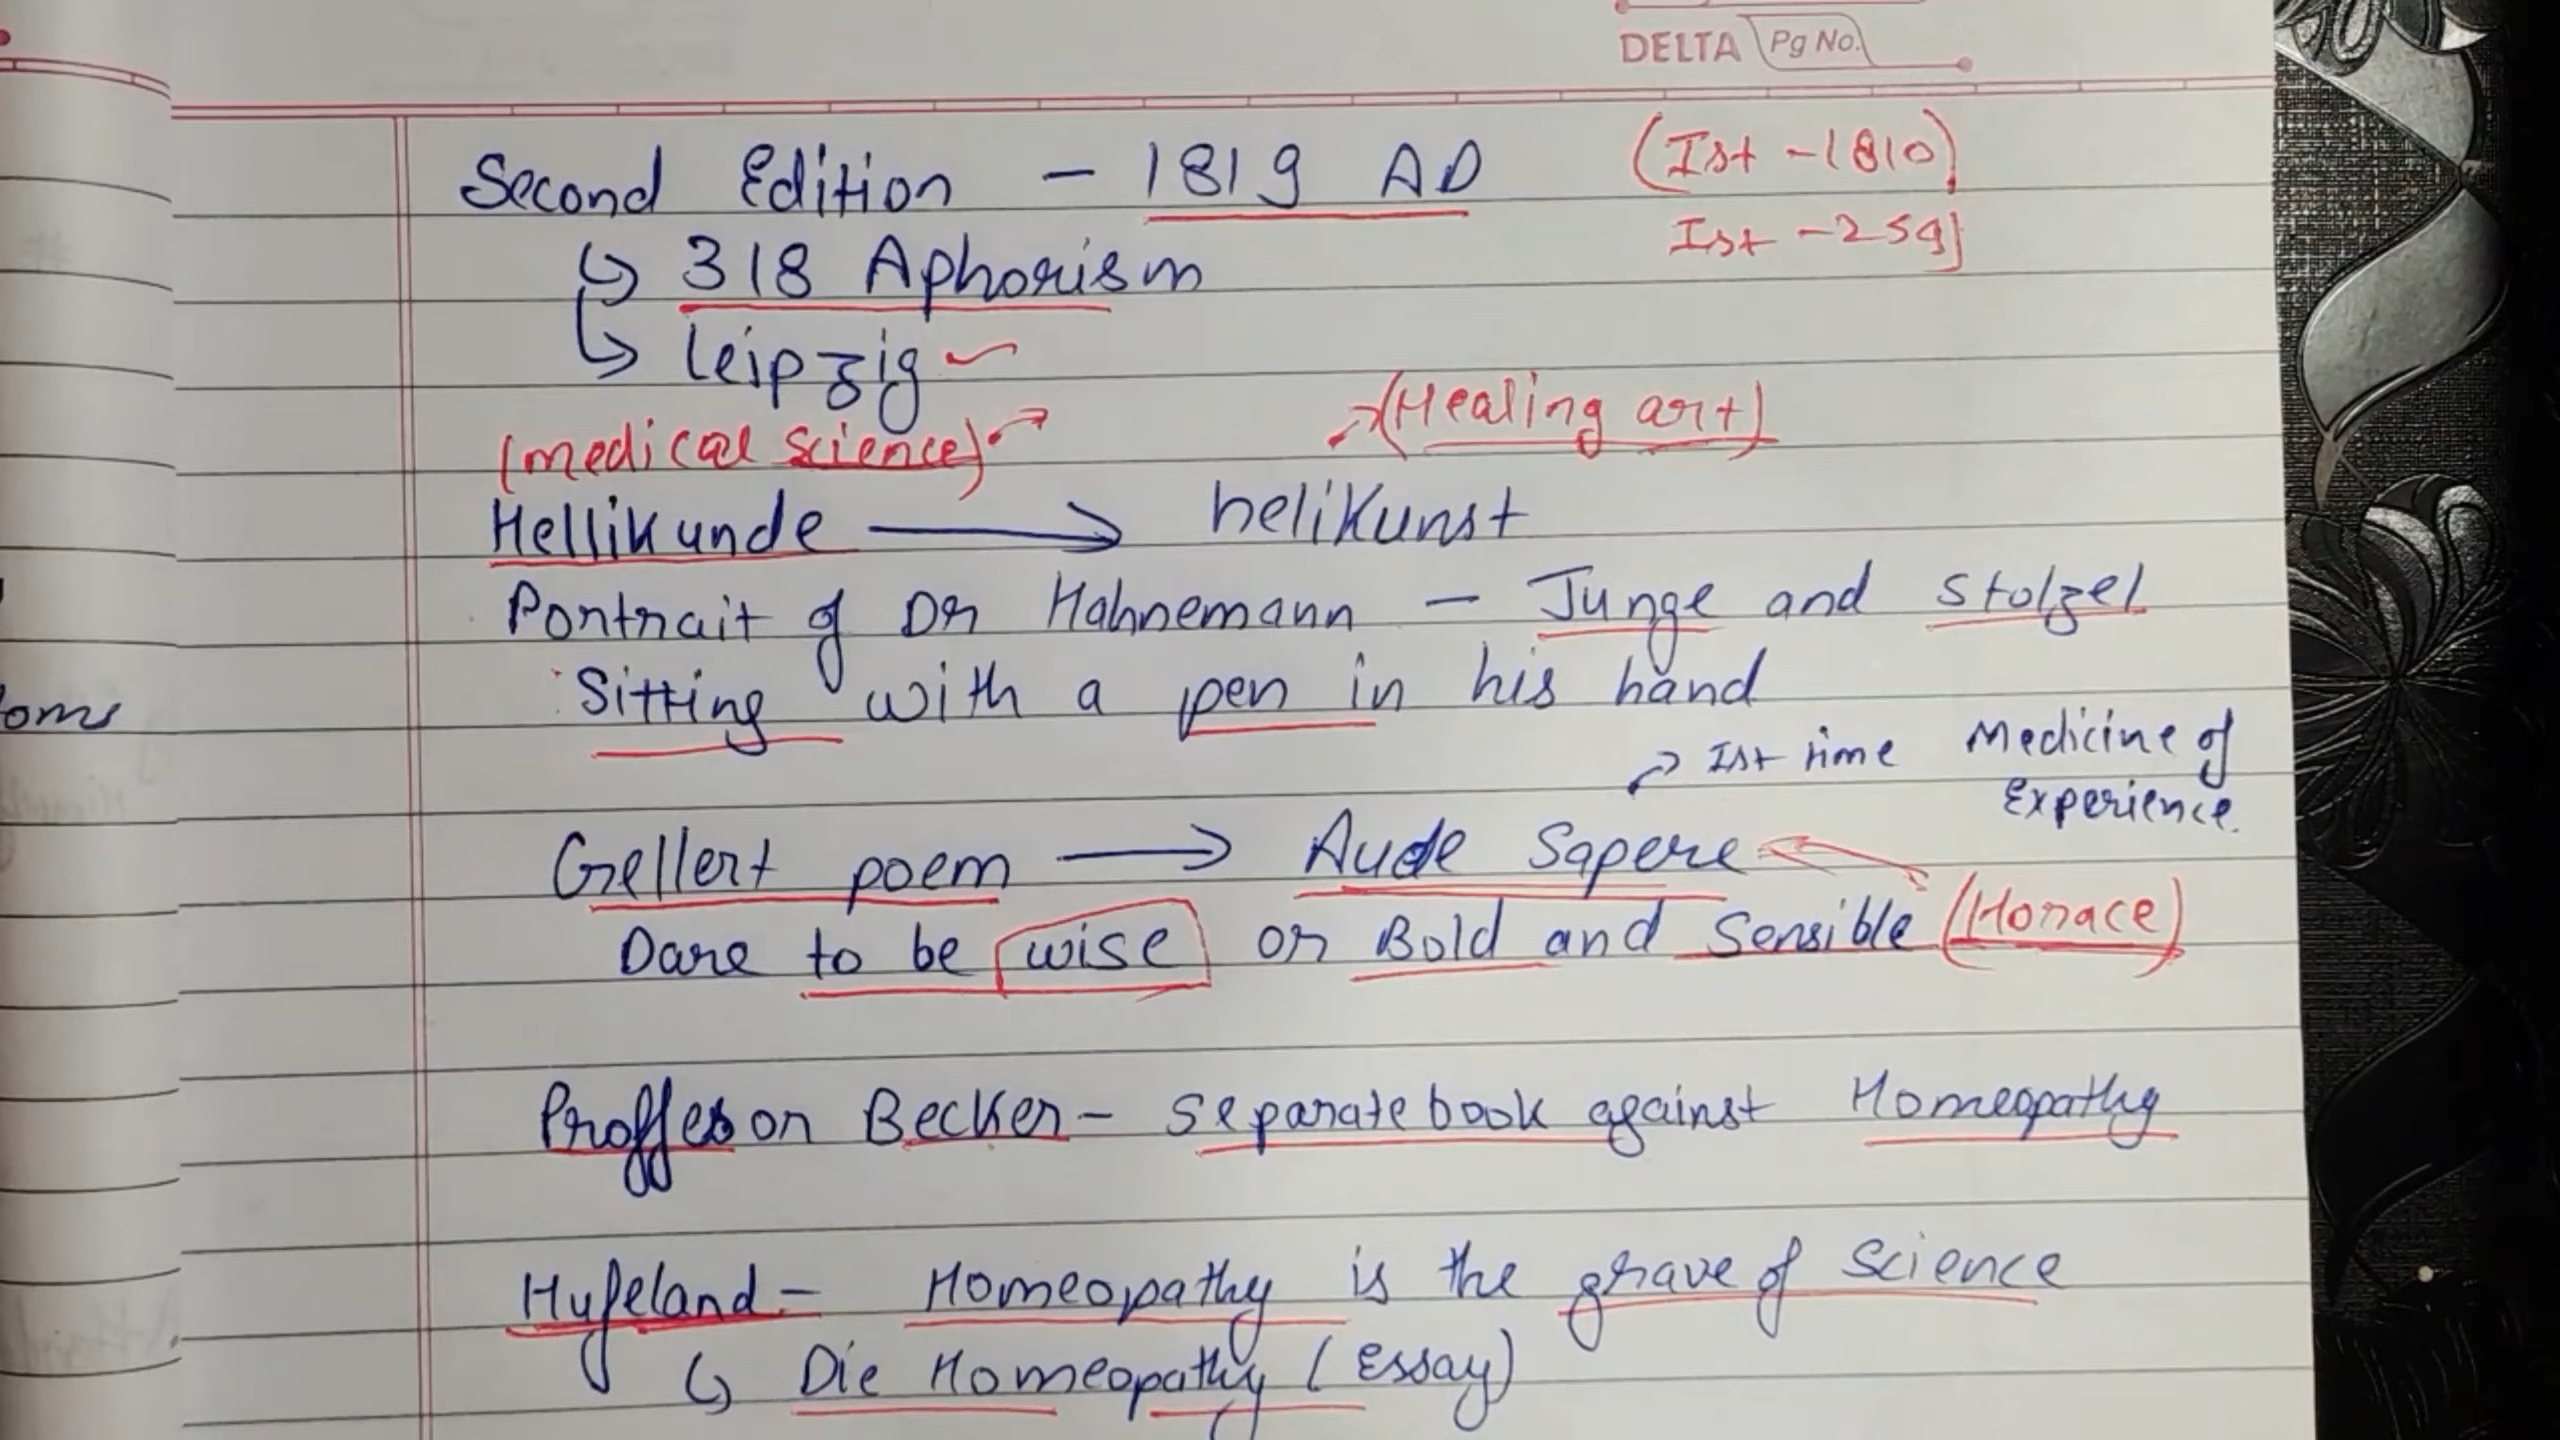 DELTA Pg No.
Second Edition - 1819 AD (Ist - 1810)
Ist - 259]
↳ 318 Aphorism
↳ Leipzig
(medical science) (Healing art)
Hellikunde → helikunst
Portrait of Dr Hahnemann - Junge and Stolzel
Sitting with a pen in his hand
Ist time Medicine of
Experience.
Gellert poem → Aude Sapere
Dare to be wise or Bold and Sensible (Horace)
Proffesor Becker - separate book against Homeopathy
Hufeland - Homeopathy is the grave of science
↳ Die Homeopathy (Essay)